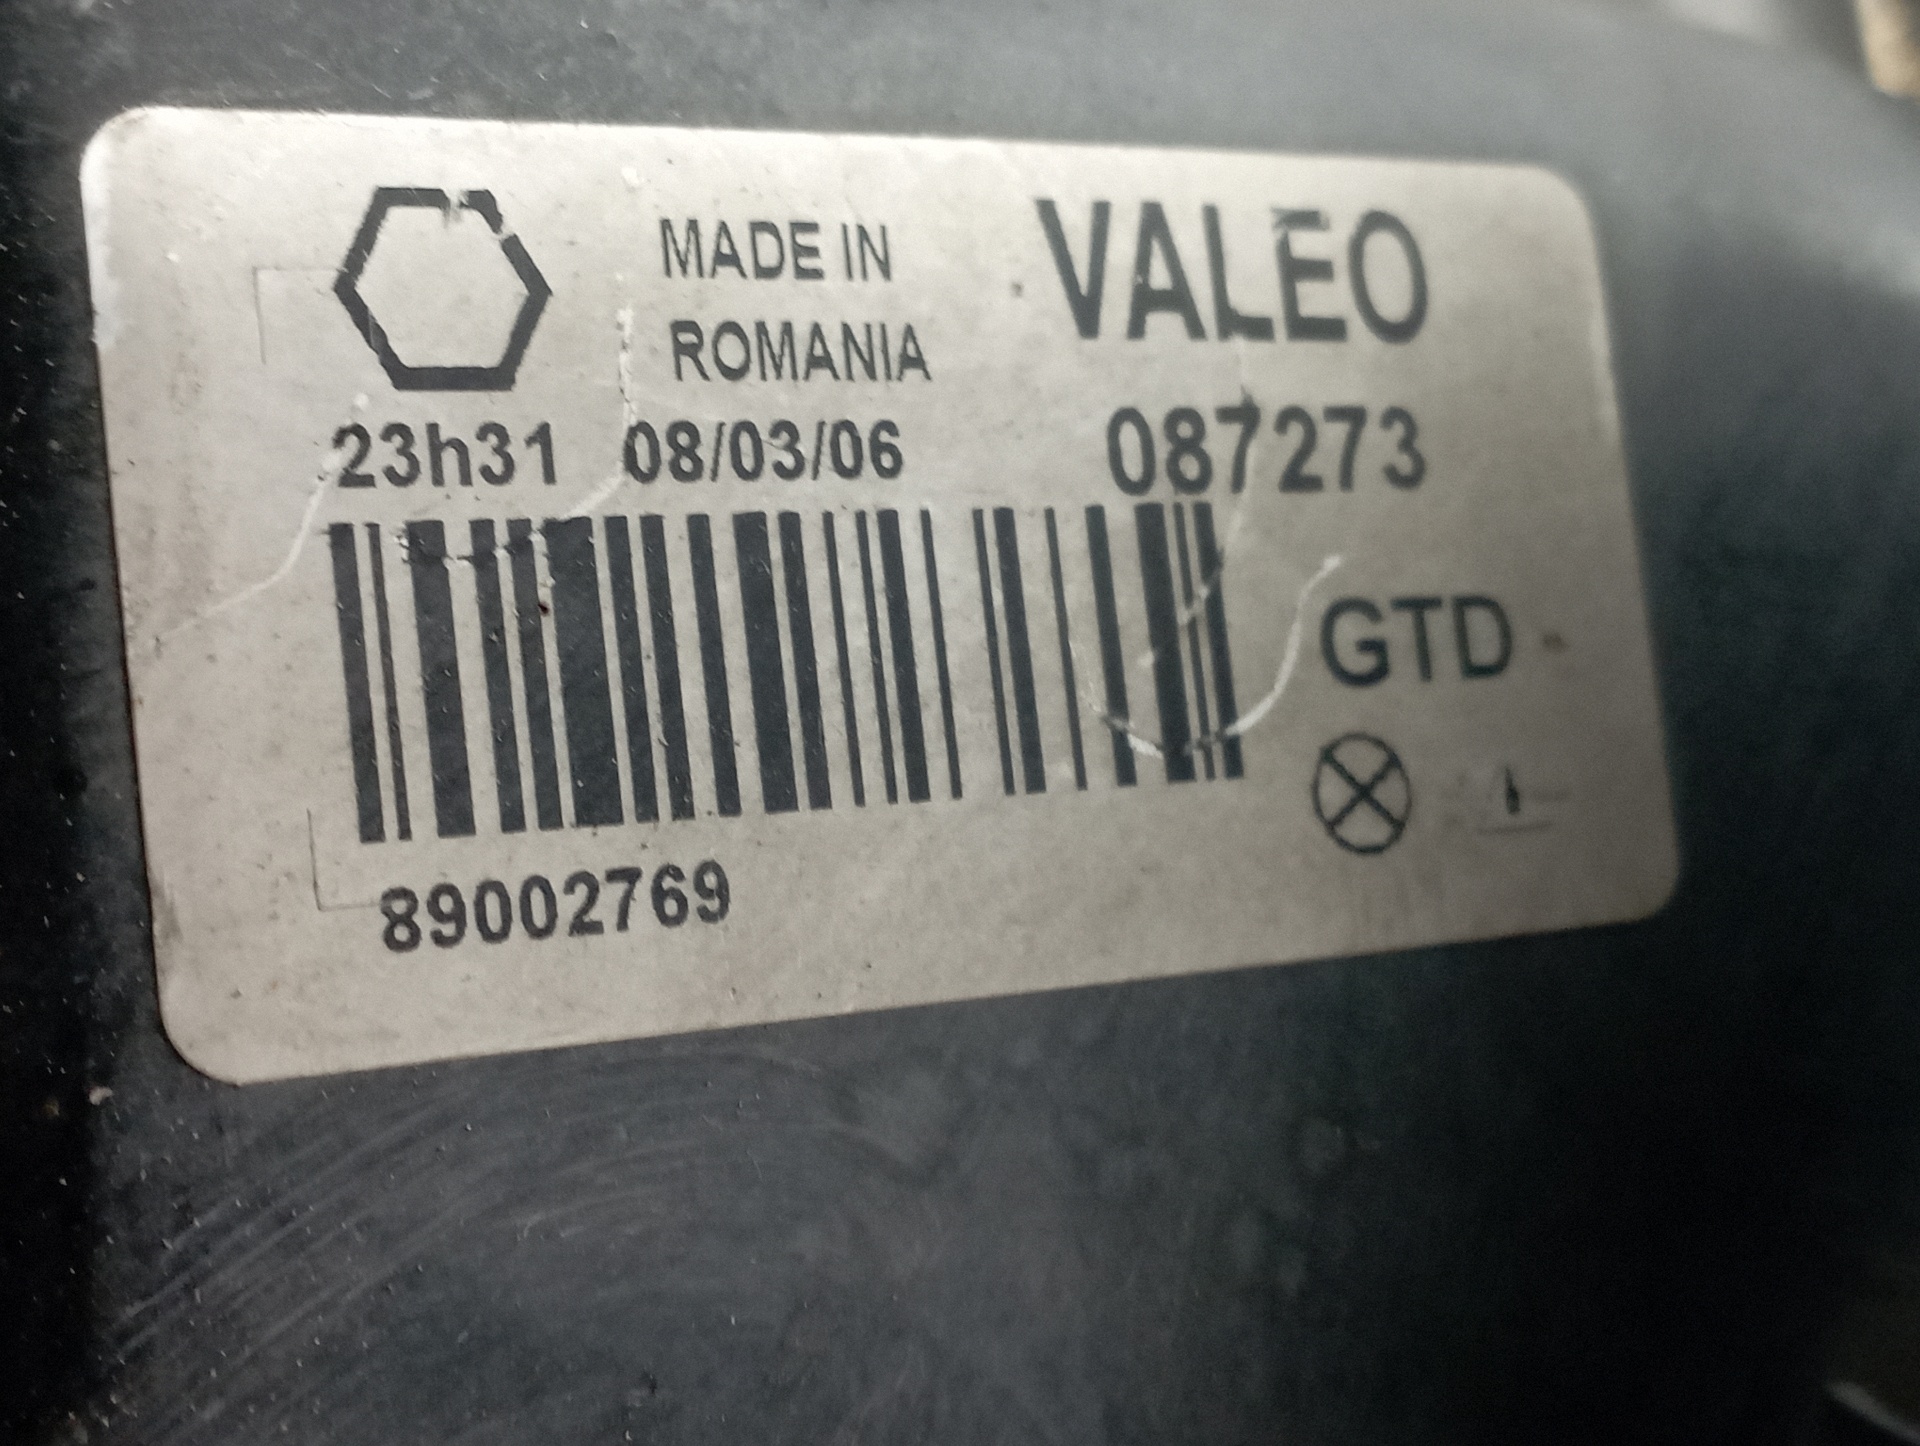 MADE IN
ROMANIA
VALEO
23h31 08/03/06
087273
GTD
89002769